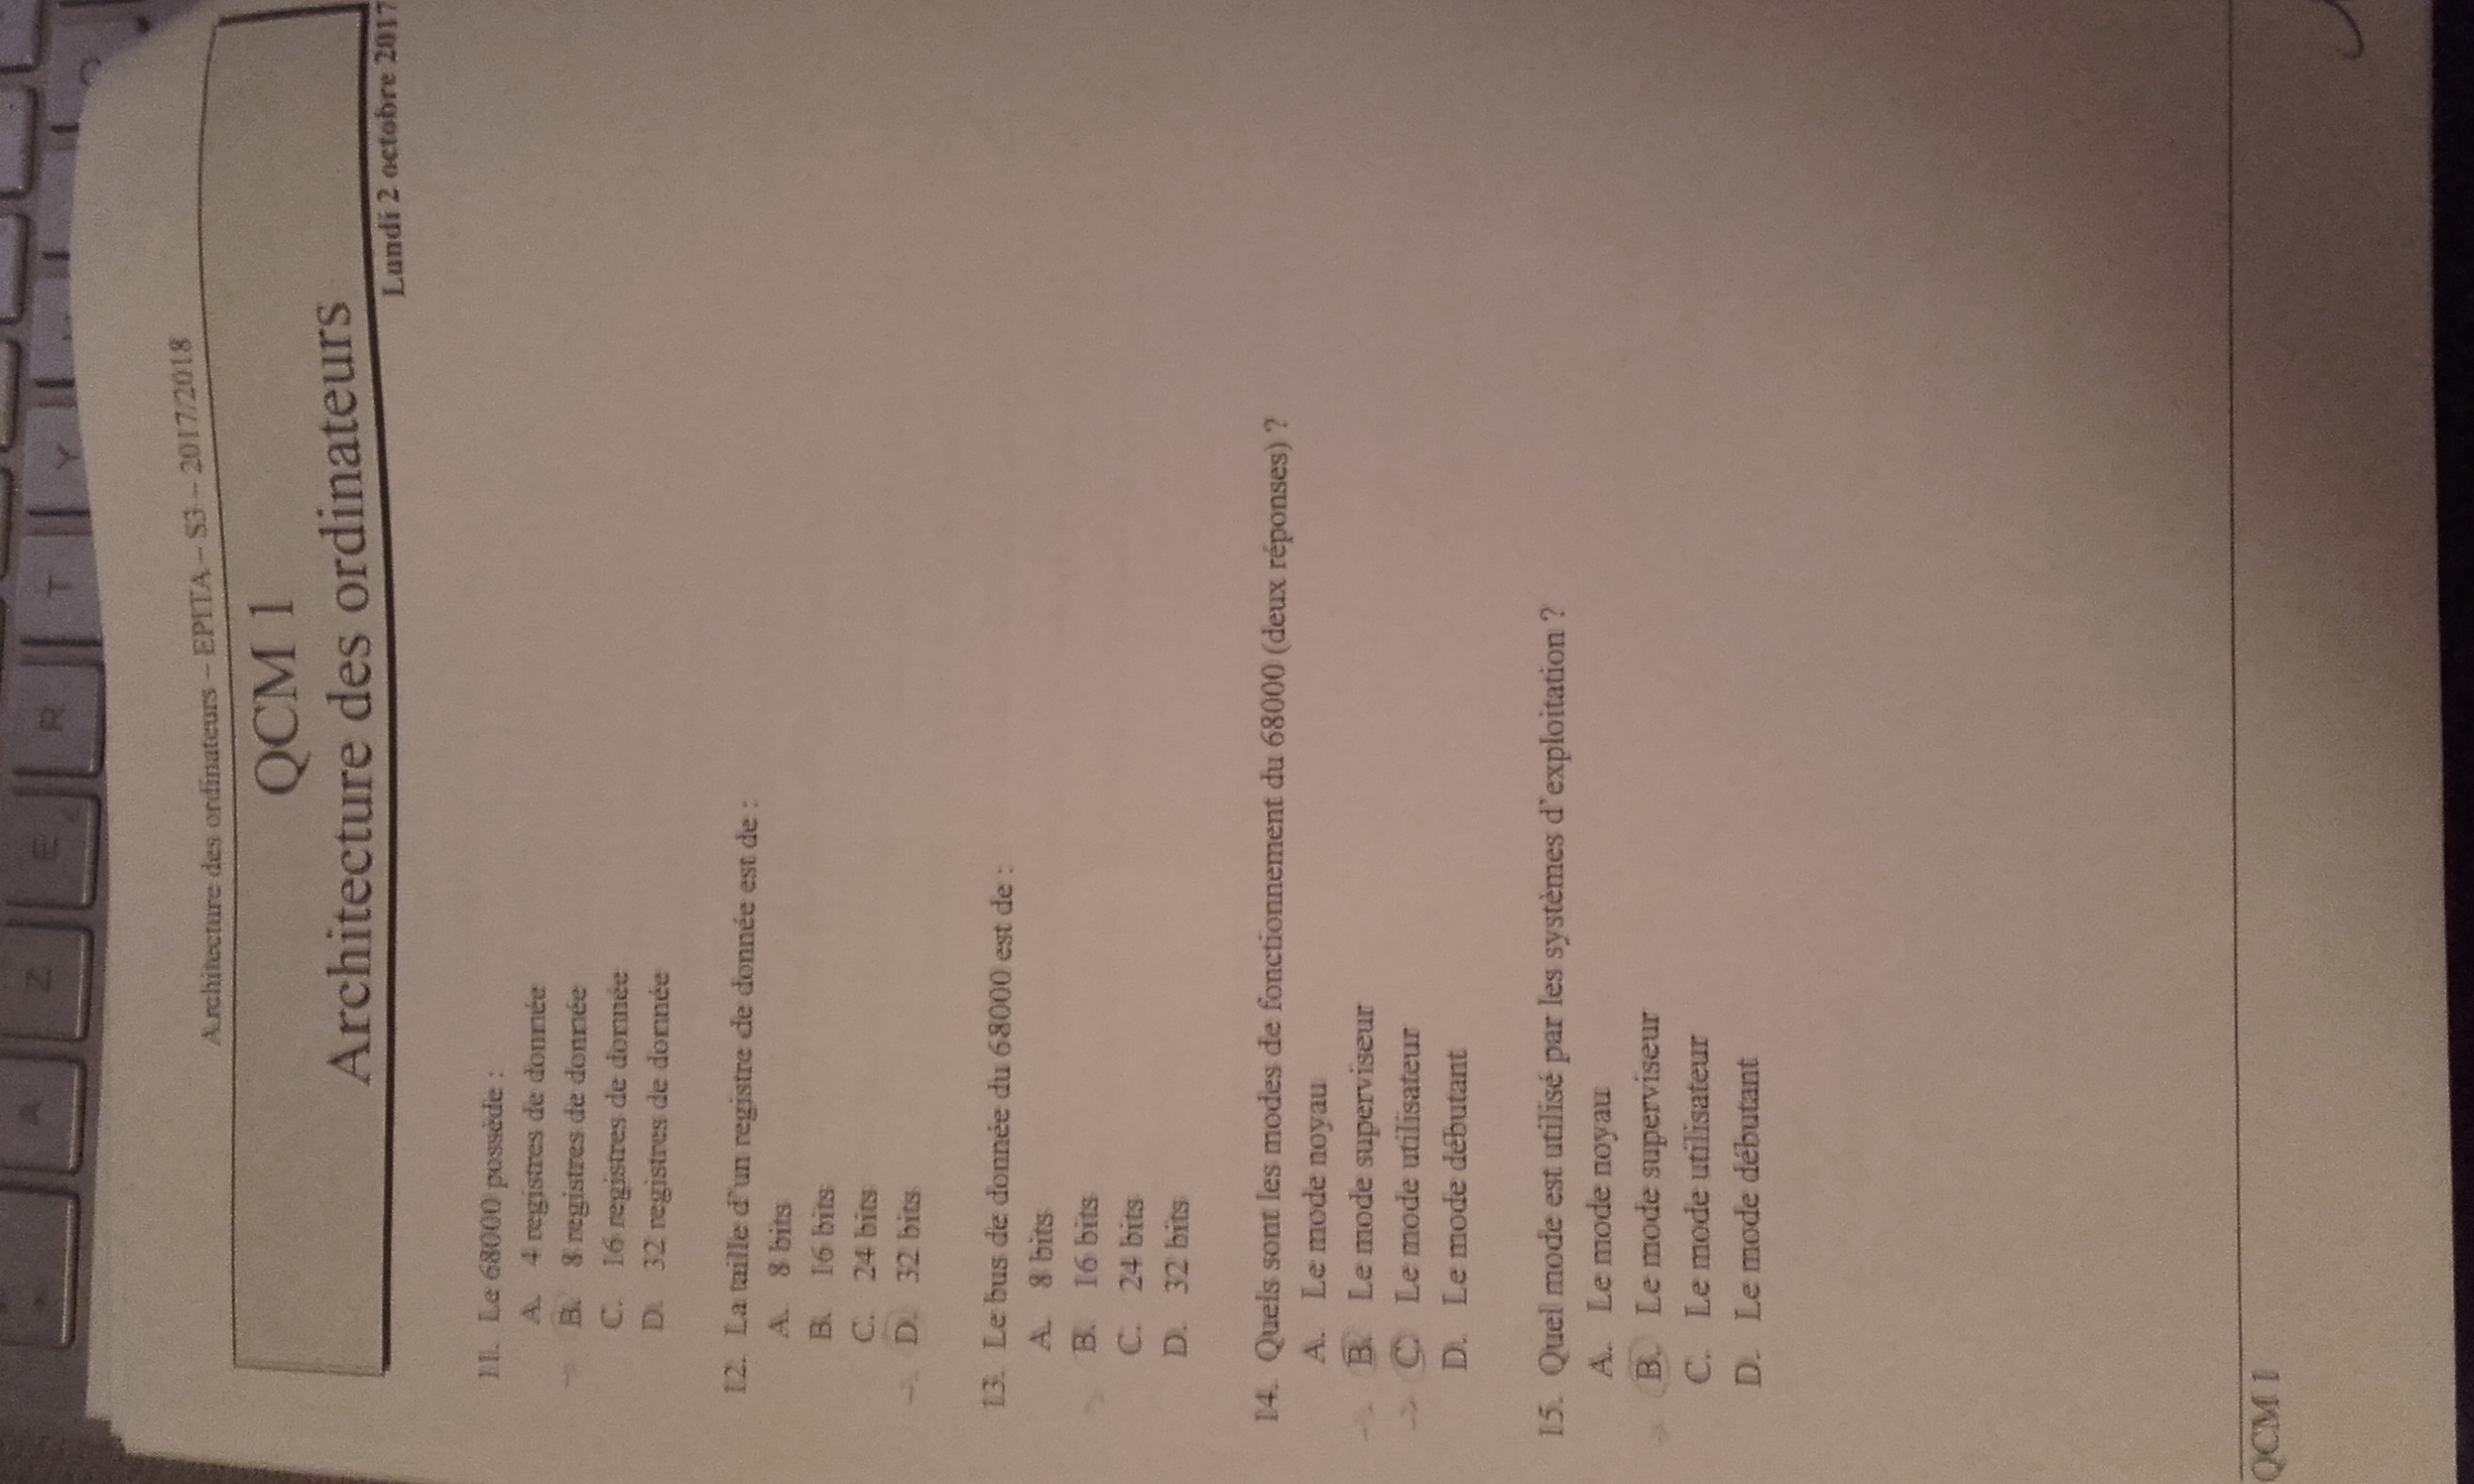 A
Z
E
R
T
Y
Architecture des ordinateurs – EPITA – S3 – 2017/2018
QCM 1
Architecture des ordinateurs
Lundi 2 octobre 2017
11. Le 68000 possède :
A. 4 registres de donnée
B. 8 registres de donnée
C. 16 registres de donnée
D. 32 registres de donnée
12. La taille d'un registre de donnée est de :
A. 8 bits
B. 16 bits
C. 24 bits
D. 32 bits
13. Le bus de donnée du 68000 est de :
A. 8 bits
B. 16 bits
C. 24 bits
D. 32 bits
14. Quels sont les modes de fonctionnement du 68000 (deux réponses) ?
A. Le mode noyau
B. Le mode superviseur
C. Le mode utilisateur
D. Le mode débutant
15. Quel mode est utilisé par les systèmes d'exploitation ?
A. Le mode noyau
B. Le mode superviseur
C. Le mode utilisateur
D. Le mode débutant
QCM 1